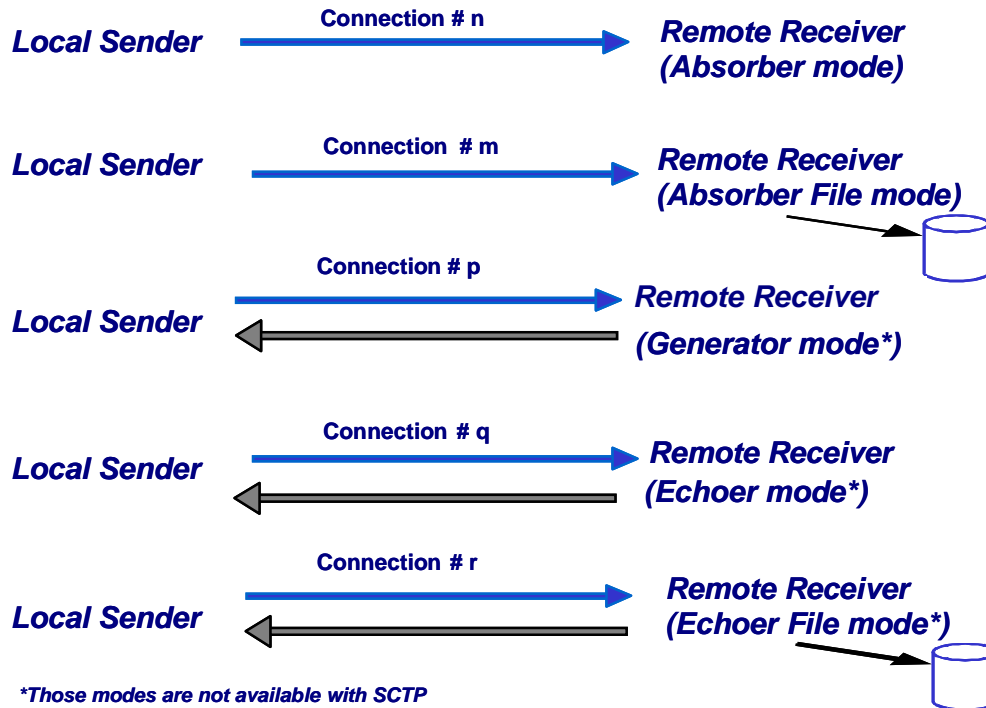 Connection # n
Local Sender
Remote Receiver
(Absorber mode)
Connection # m
Local Sender
Remote Receiver
(Absorber File mode)
Connection # p
Local Sender
Remote Receiver
(Generator mode*)
Connection # q
Local Sender
Remote Receiver
(Echoer mode*)
Connection # r
Local Sender
Remote Receiver
(Echoer File mode*)
*Those modes are not available with SCTP